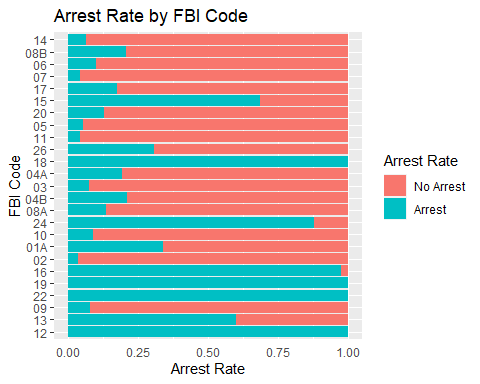 Arrest Rate by FBI Code
14
08B
06
07
17
15
20
05
11
26
18
04A
03
04B
08A
24
10
01A
02
16
19
22
09
13
12
FBI Code
0.00 0.25 0.50 0.75 1.00
Arrest Rate
Arrest Rate
No Arrest
Arrest